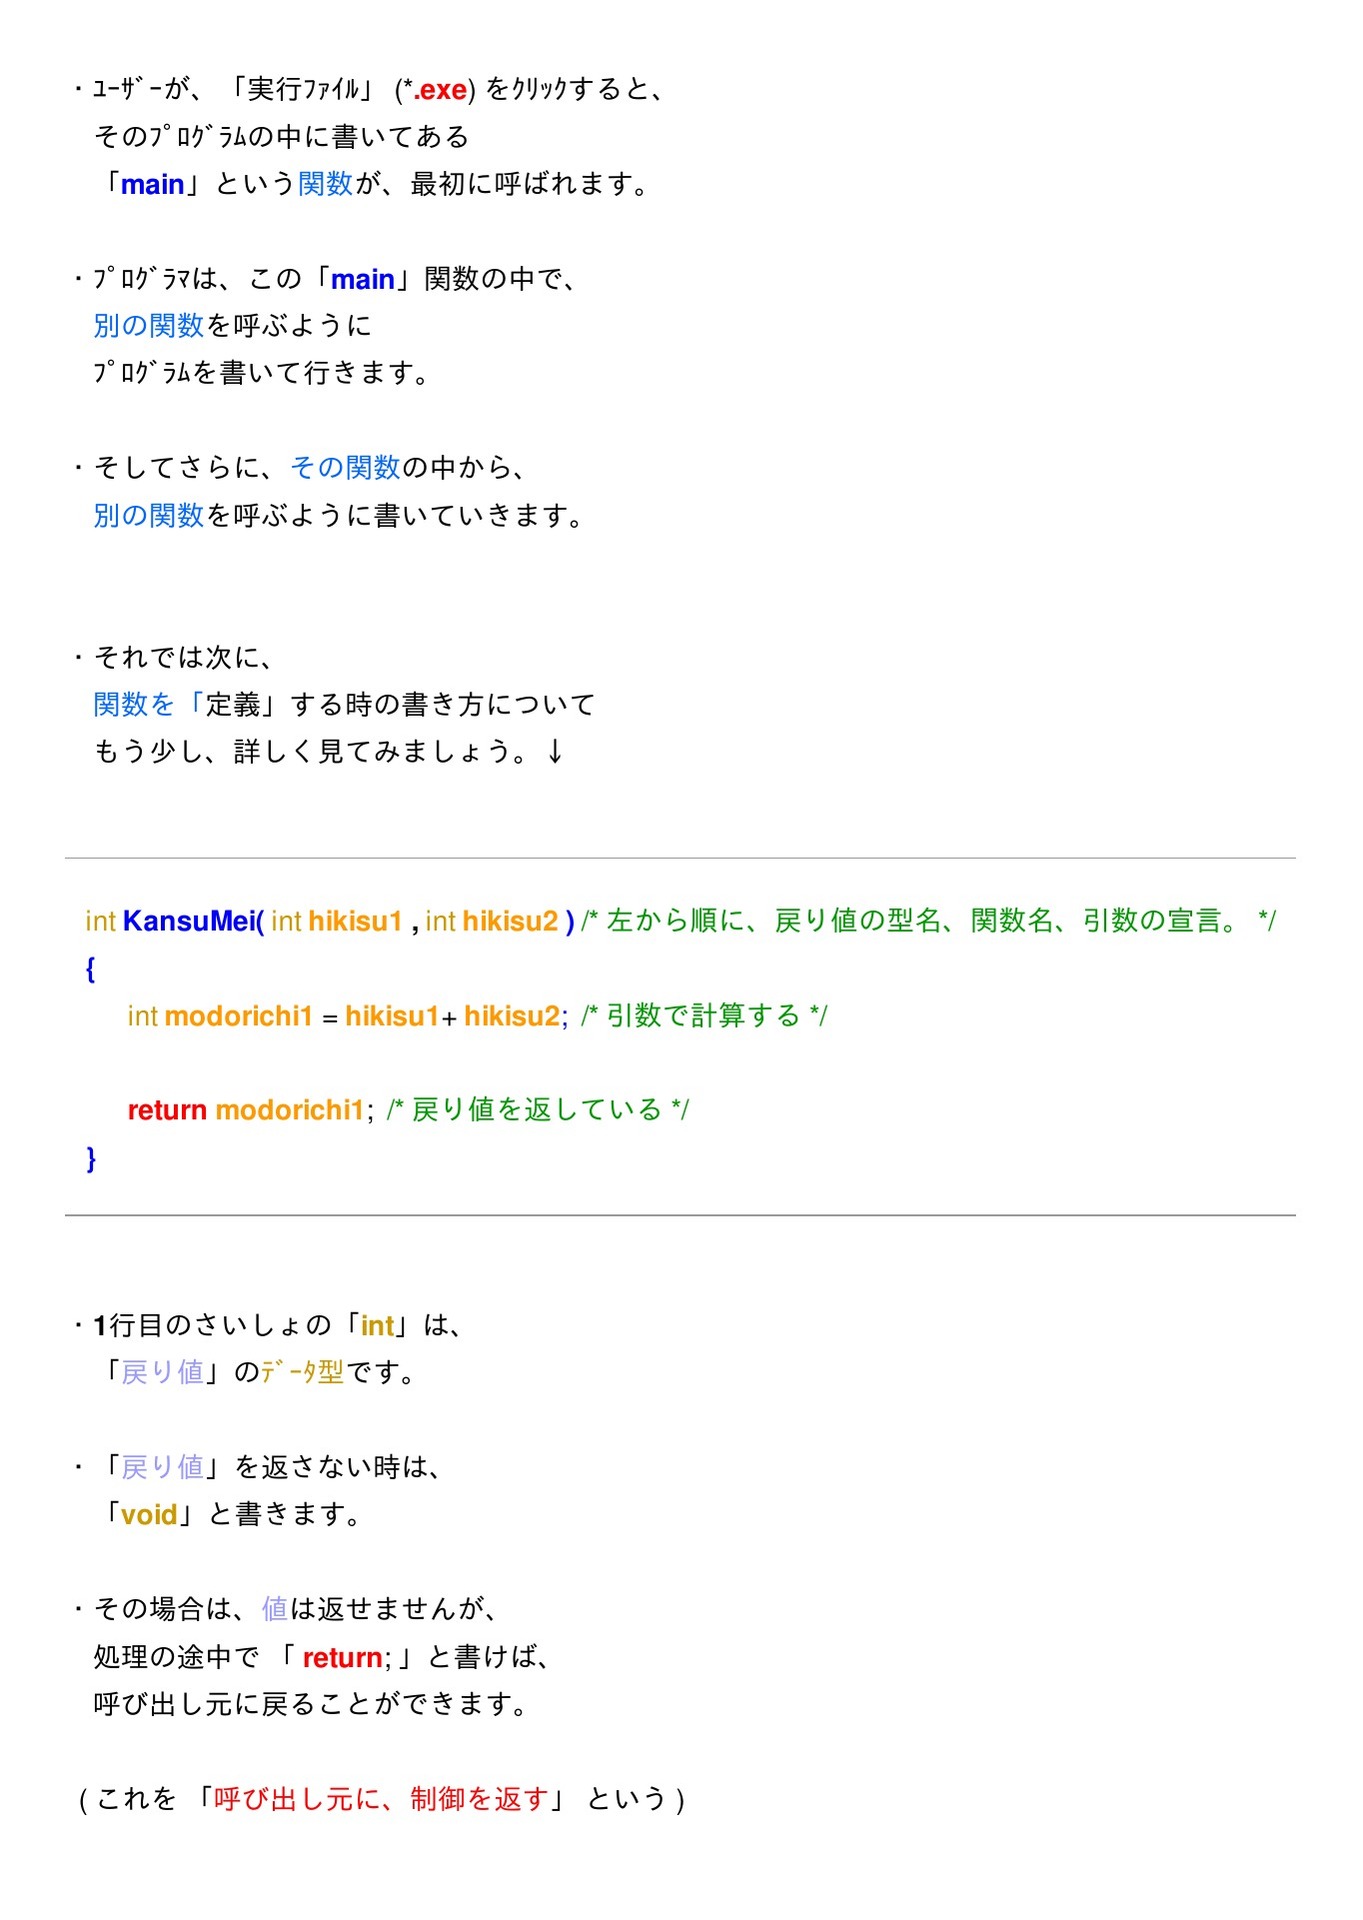 ・ﾕｰｻﾞｰが、「実行ﾌｧｲﾙ」 (*.exe) をｸﾘｯｸすると、
そのﾌﾟﾛｸﾞﾗﾑの中に書いてある
「main」という関数が、最初に呼ばれます。
・ﾌﾟﾛｸﾞﾗﾏは、この「main」関数の中で、
別の関数を呼ぶように
ﾌﾟﾛｸﾞﾗﾑを書いて行きます。
・そしてさらに、その関数の中から、
別の関数を呼ぶように書いていきます。
・それでは次に、
関数を「定義」する時の書き方について
もう少し、詳しく見てみましょう。↓
int KansuMei( int hikisu1 , int hikisu2 ) /* 左から順に、戻り値の型名、関数名、引数の宣言。 */
{
int modorichi1 = hikisu1+ hikisu2; /* 引数で計算する */
return modorichi1; /* 戻り値を返している */
}
・1行目のさいしょの「int」は、
「戻り値」のﾃﾞｰﾀ型です。
・「戻り値」を返さない時は、
「void」と書きます。
・その場合は、値は返せませんが、
処理の途中で 「 return; 」と書けば、
呼び出し元に戻ることができます。
( これを 「呼び出し元に、制御を返す」 という )